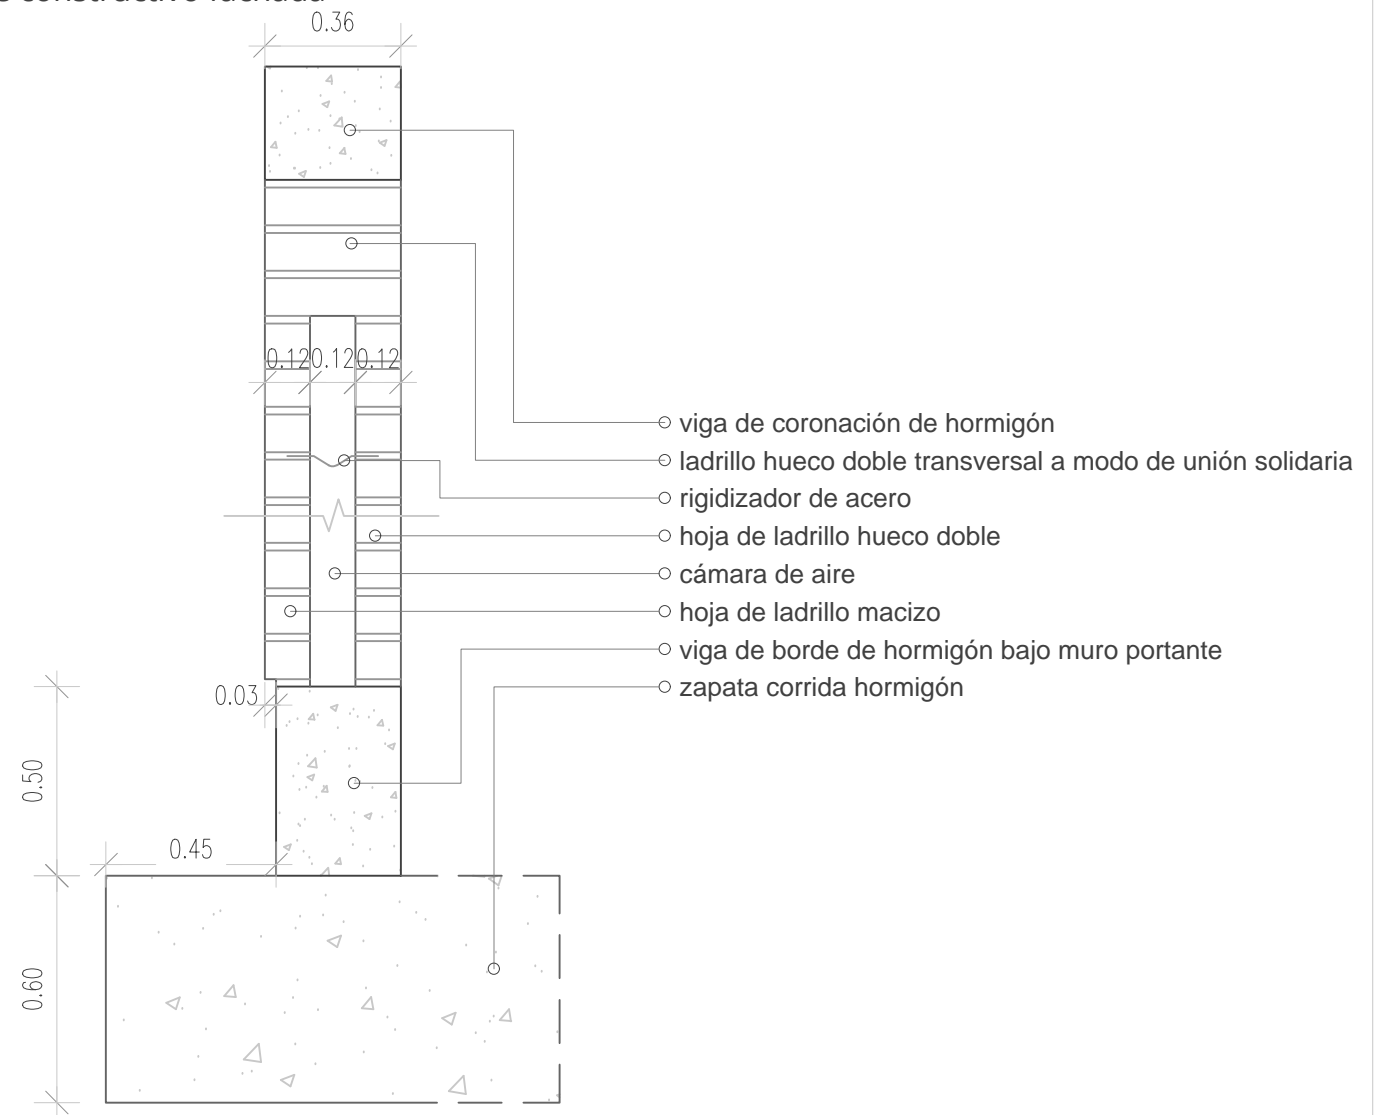 constructivo fachada
0.36
0.12 0.12 0.12
viga de coronación de hormigón
ladrillo hueco doble transversal a modo de unión solidaria
rigidizador de acero
hoja de ladrillo hueco doble
cámara de aire
hoja de ladrillo macizo
viga de borde de hormigón bajo muro portante
zapata corrida hormigón
0.03
0.50
0.45
0.60